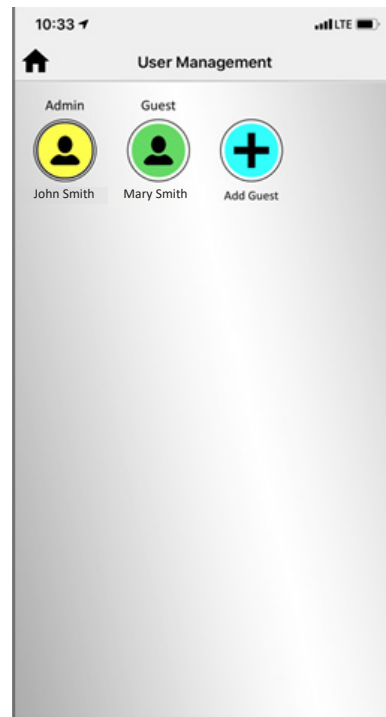 10:33
LTE
User Management
Admin
Guest
John Smith
Mary Smith
Add Guest